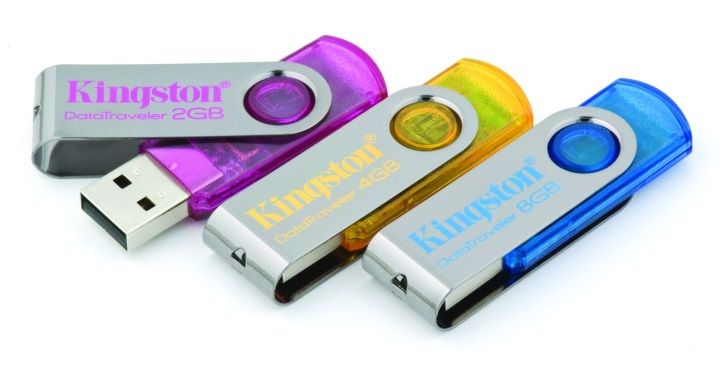 Kingston®
DataTraveler 2GB
Kingston®
DataTraveler 4GB
Kingston®
DataTraveler 8GB